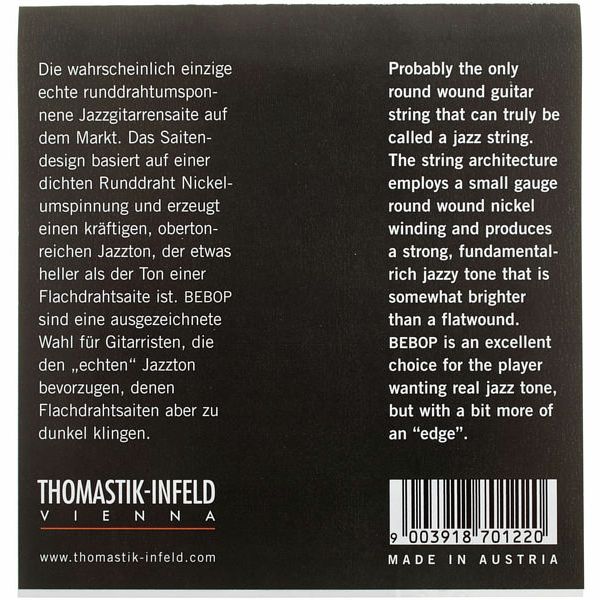 Die wahrscheinlich einzige
echte runddrahtumspon-
nene Jazzgitarrensaite auf
dem Markt. Das Saiten-
design basiert auf einer
dichten Runddraht Nickel-
umspinnung und erzeugt
einen kräftigen, oberton-
reichen Jazzton, der etwas
heller als der Ton einer
Flachdrahtsaite ist. BEBOP
sind eine ausgezeichnete
Wahl für Gitarristen, die
den „echten“ Jazzton
bevorzugen, denen
Flachdrahtsaiten aber zu
dunkel klingen.
Probably the only
round wound guitar
string that can truly be
called a jazz string.
The string architecture
employs a small gauge
round wound nickel
winding and produces
a strong, fundamental-
rich jazzy tone that is
somewhat brighter
than a flatwound.
BEBOP is an excellent
choice for the player
wanting real jazz tone,
but with a bit more of
an “edge”.
THOMASTIK-INFELD
VIENNA
www.thomastik-infeld.com
9 003918 701220
MADE IN AUSTRIA